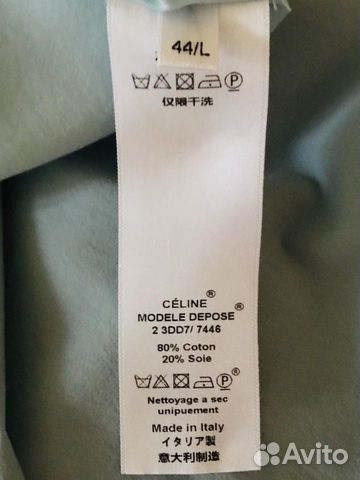 44/L
P
仅限干洗
CÉLINE®
MODELE DEPOSE®
2 3DD7/ 7446
80% Coton
20% Soie
P®
Nettoyage a sec
uniquement
Made in Italy
イタリア製
意大利制造
Avito